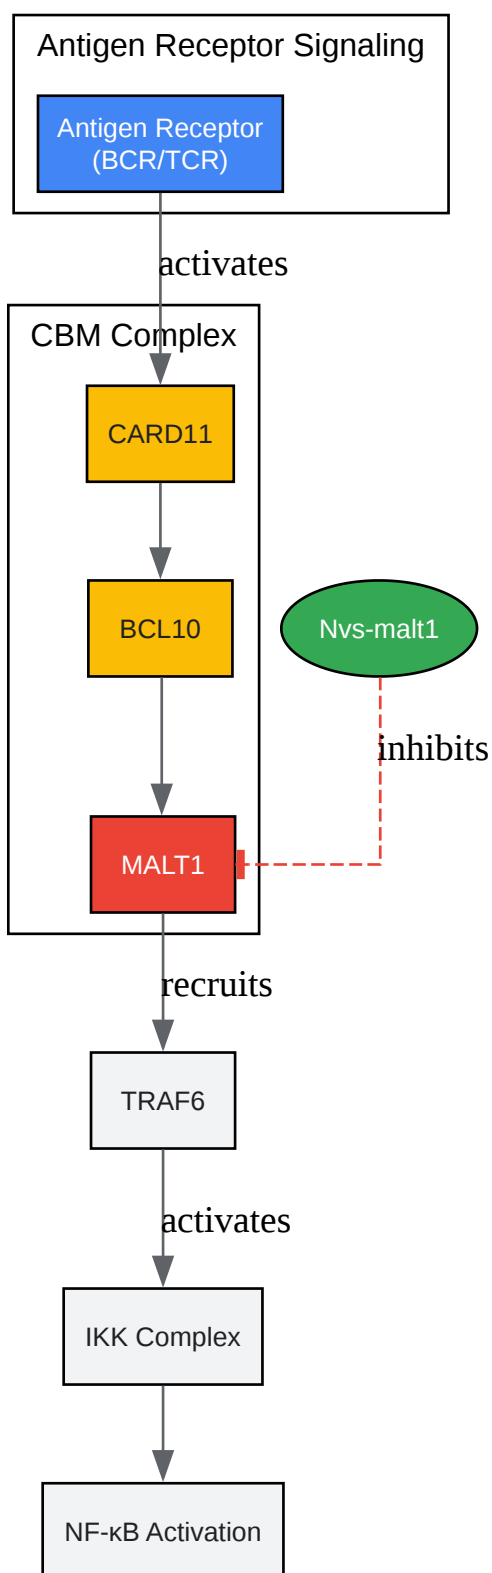 Antigen Receptor Signaling
Antigen Receptor
(BCR/TCR)
activates
CBM Complex
CARD11
BCL10
Nvs-malt1
inhibits
MALT1
recruits
TRAF6
activates
IKK Complex
NF-κB Activation